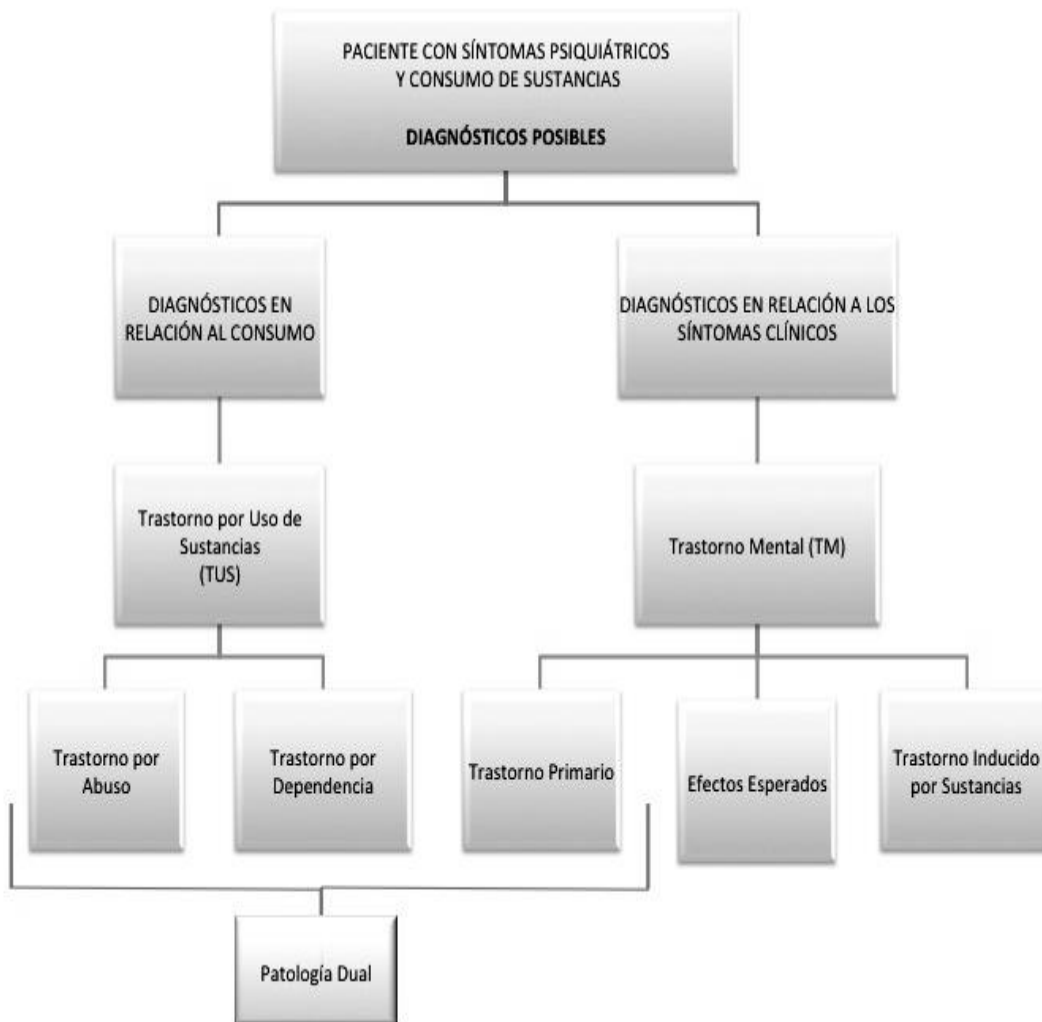 PACIENTE CON SÍNTOMAS PSIQUIÁTRICOS
Y CONSUMO DE SUSTANCIAS
DIAGNÓSTICOS POSIBLES
DIAGNÓSTICOS EN
RELACIÓN AL CONSUMO
DIAGNÓSTICOS EN RELACIÓN A LOS
SÍNTOMAS CLÍNICOS
Trastorno por Uso de
Sustancias
(TUS)
Trastorno Mental (TM)
Trastorno por
Abuso
Trastorno por
Dependencia
Trastorno Primario
Efectos Esperados
Trastorno Inducido
por Sustancias
Patología Dual